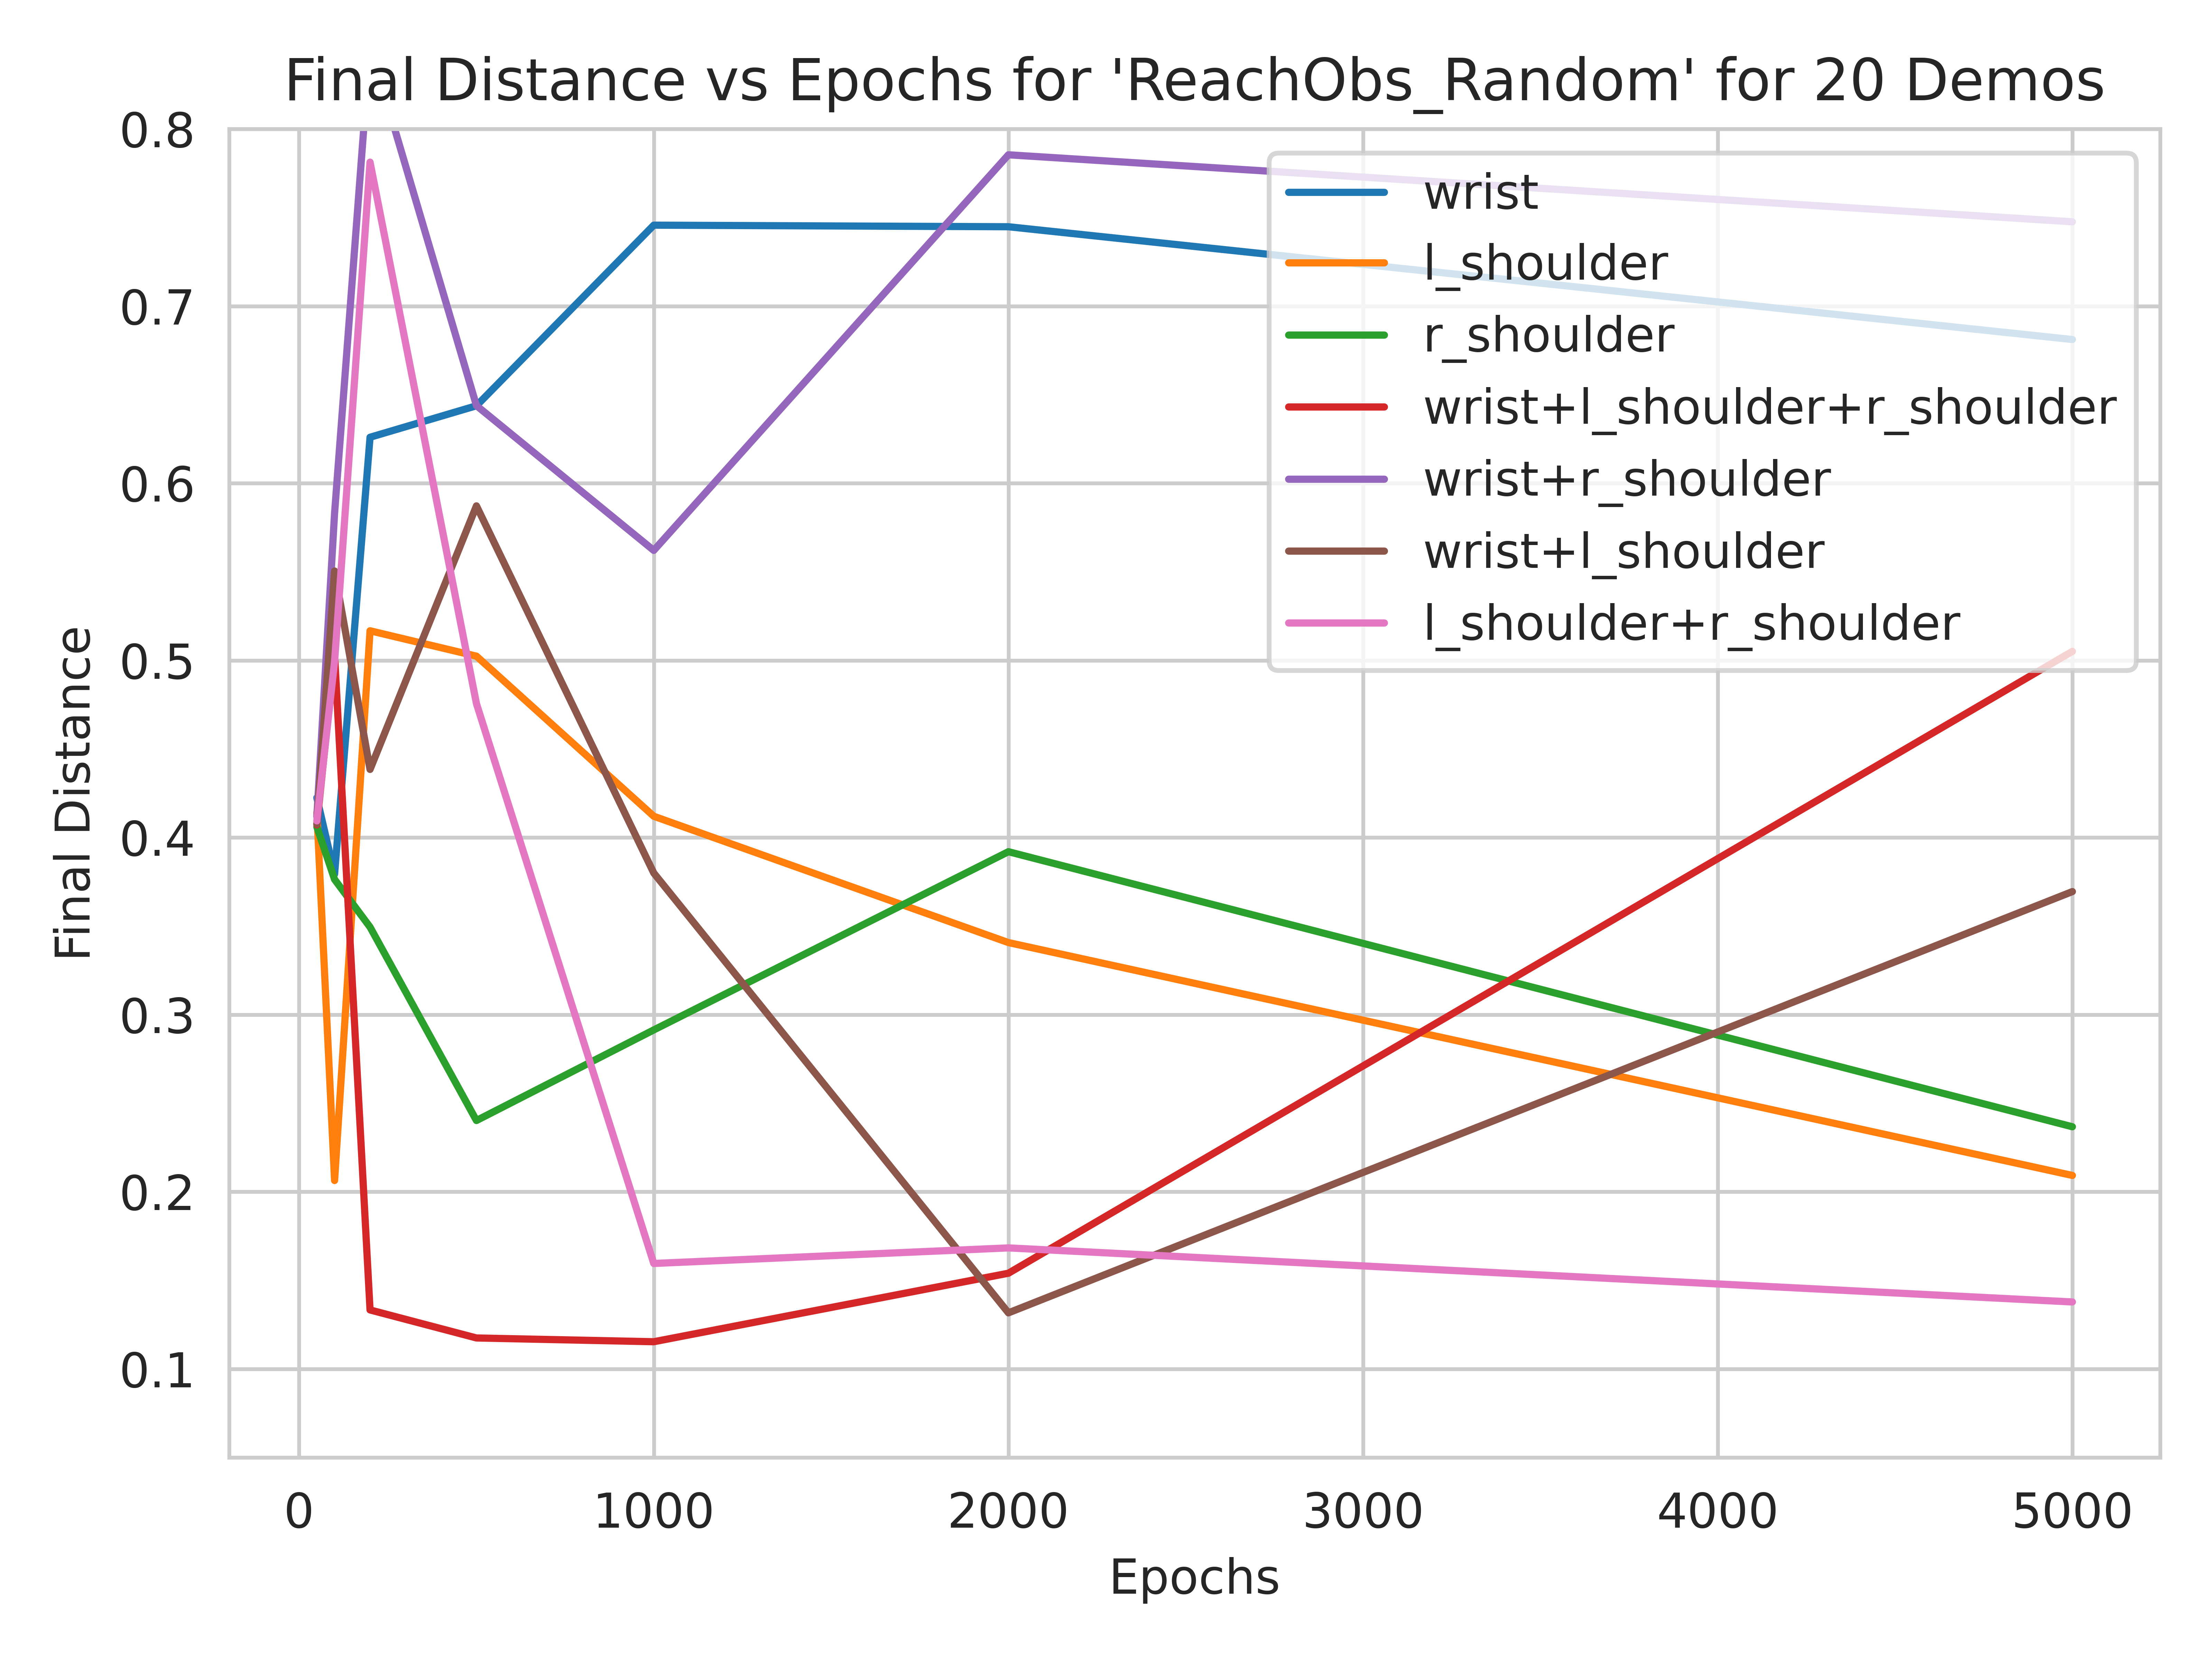 Final Distance vs Epochs for 'ReachObs_Random' for 20 Demos
0.8
0.7
0.6
0.5
0.4
0.3
0.2
0.1
Final Distance
wrist
l_shoulder
r_shoulder
wrist+l_shoulder+r_shoulder
wrist+r_shoulder
wrist+l_shoulder
l_shoulder+r_shoulder
0 1000 2000 3000 4000 5000
Epochs